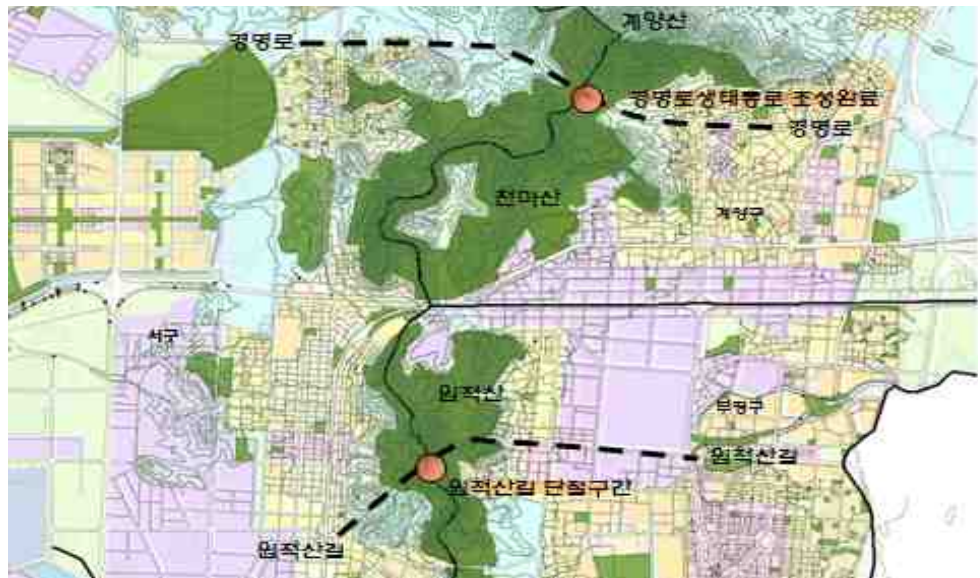 계양산
경명로
경명로생태통로 조성완료
경명로
천마산
계양구
서구
원적산
부평구
원적산길
원적산길 단절구간
원적산길